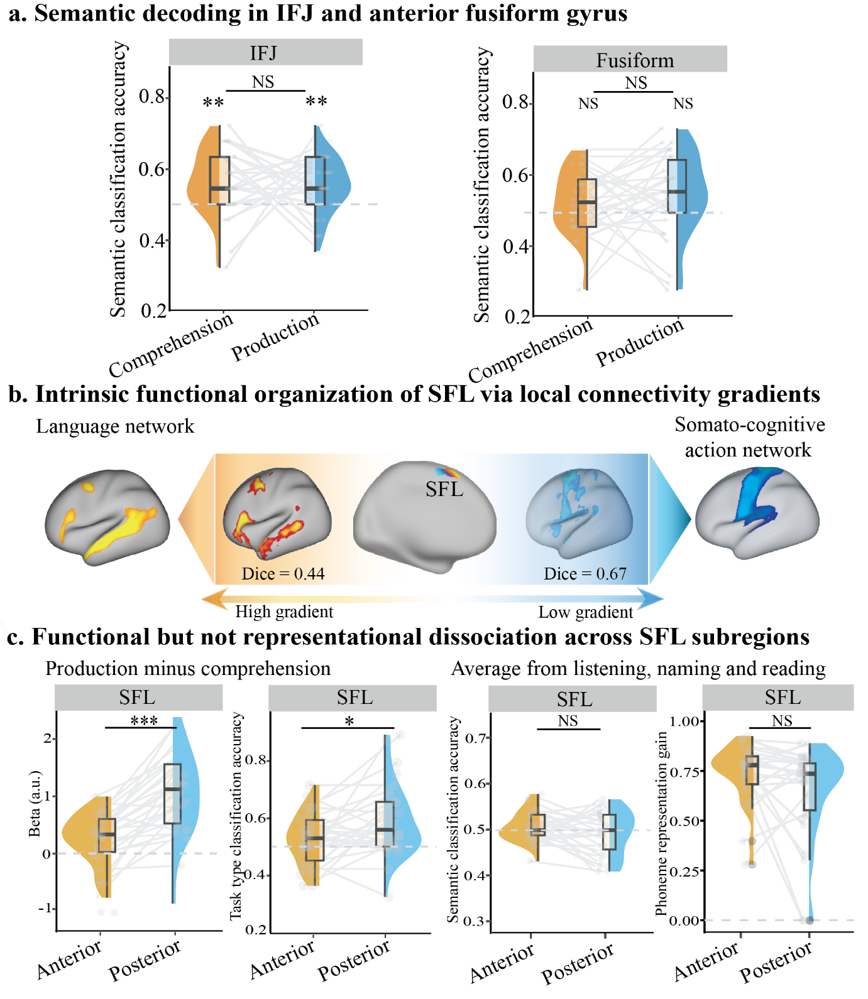 a. Semantic decoding in IFJ and anterior fusiform gyrus
IFJ
Semantic classification accuracy
NS
** **
0.8
0.6
0.4
0.2
Comprehension
Production
Fusiform
Semantic classification accuracy
NS
NS NS
0.8
0.6
0.4
0.2
Comprehension
Production
b. Intrinsic functional organization of SFL via local connectivity gradients
Language network
Somato-cognitive
action network
SFL
Dice = 0.44
Dice = 0.67
High gradient
Low gradient
c. Functional but not representational dissociation across SFL subregions
Production minus comprehension
Average from listening, naming and reading
SFL
***
Beta (a.u.)
2
1
0
-1
Anterior
Posterior
SFL
*
Task type classification accuracy
0.8
0.6
0.4
0.2
Anterior
Posterior
SFL
NS
Semantic classification accuracy
0.7
0.6
0.5
0.4
0.3
Anterior
Posterior
SFL
NS
Phoneme representation gain
1.00
0.75
0.50
0.25
0.00
Anterior
Posterior